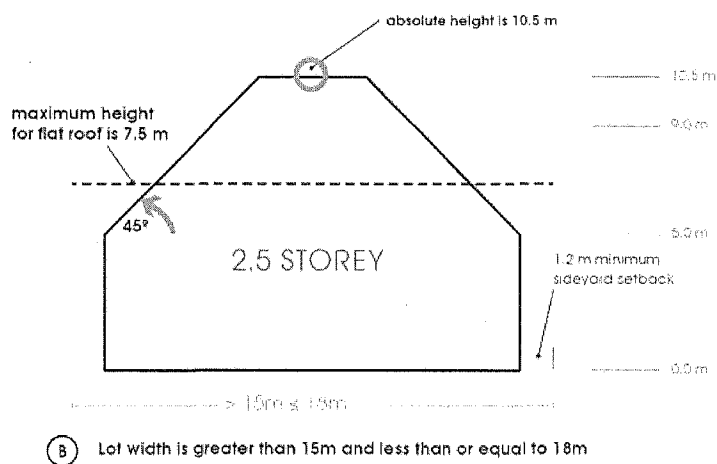 absolute height is 10.5 m
10.5 m
maximum height
for flat roof is 7.5 m
9.0 m
45º
2.5 STOREY
1.2 m minimum
sideyard setback
0.0 m
> 15m ≤ 18m
B Lot width is greater than 15m and less than or equal to 18m